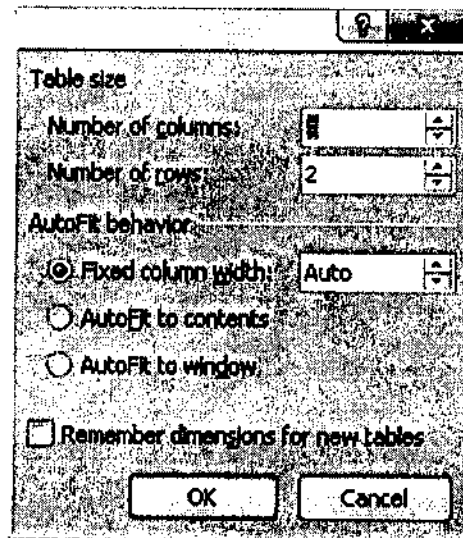 Table size
Number of columns:
Number of rows: 2
AutoFit behavior
Fixed column width: Auto
AutoFit to contents
AutoFit to window
Remember dimensions for new tables
OK Cancel